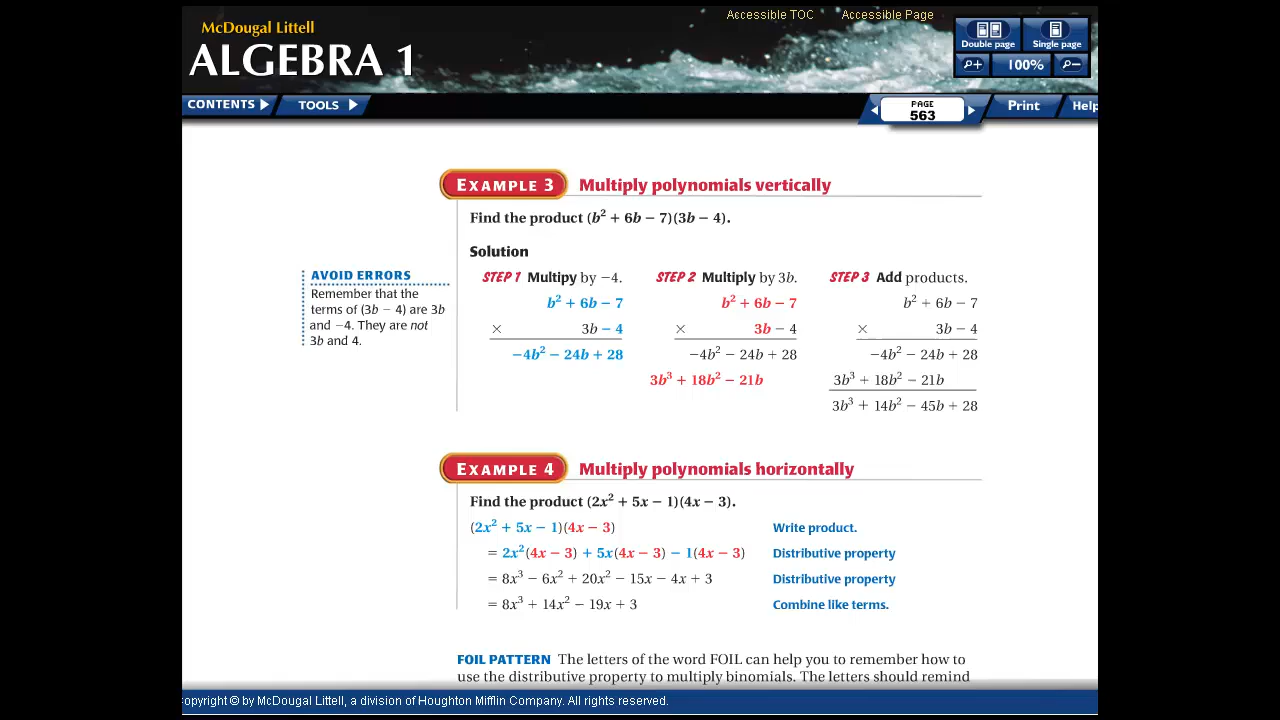 Accessible TOC Accessible Page
McDougal Littell
ALGEBRA 1
Double page Single page
100%
CONTENTS TOOLS
PAGE
563
Print Help
EXAMPLE 3 Multiply polynomials vertically
Find the product (b² + 6b − 7)(3b − 4).
Solution
AVOID ERRORS
Remember that the
terms of (3b − 4) are 3b
and −4. They are not
3b and 4.
STEP 1 Multipy by −4.
b² + 6b − 7
× 3b − 4
−4b² − 24b + 28
STEP 2 Multiply by 3b.
b² + 6b − 7
× 3b − 4
−4b² − 24b + 28
3b³ + 18b² − 21b
STEP 3 Add products.
b² + 6b − 7
× 3b − 4
−4b² − 24b + 28
3b³ + 18b² − 21b
3b³ + 14b² − 45b + 28
EXAMPLE 4 Multiply polynomials horizontally
Find the product (2x² + 5x − 1)(4x − 3).
(2x² + 5x − 1)(4x − 3) Write product.
= 2x²(4x − 3) + 5x(4x − 3) − 1(4x − 3) Distributive property
= 8x³ − 6x² + 20x² − 15x − 4x + 3 Distributive property
= 8x³ + 14x² − 19x + 3 Combine like terms.
FOIL PATTERN The letters of the word FOIL can help you to remember how to
use the distributive property to multiply binomials. The letters should remind
opyright © by McDougal Littell, a division of Houghton Mifflin Company. All rights reserved.